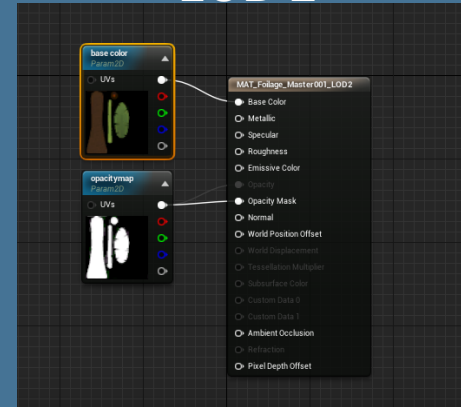 LOD 2
base color
Param2D
UVs
opacitymap
Param2D
UVs
MAT_Foilage_Master001_LOD2
Base Color
Metallic
Specular
Roughness
Emissive Color
Opacity
Opacity Mask
Normal
World Position Offset
World Displacement
Tessellation Multiplier
Subsurface Color
Custom Data 0
Custom Data 1
Ambient Occlusion
Refraction
Pixel Depth Offset